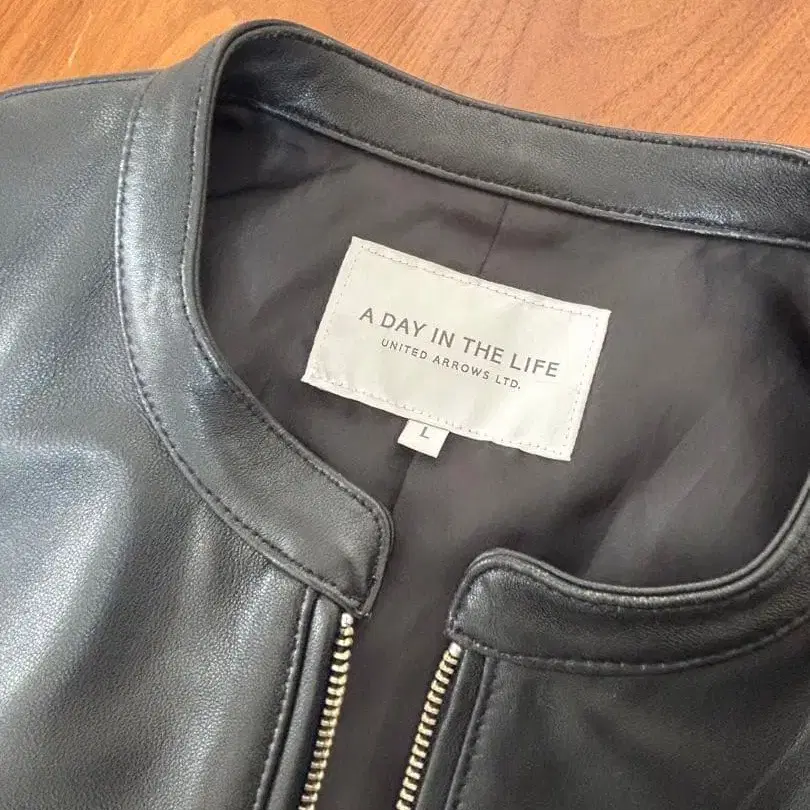 A DAY IN THE LIFE
UNITED ARROWS LTD.
L